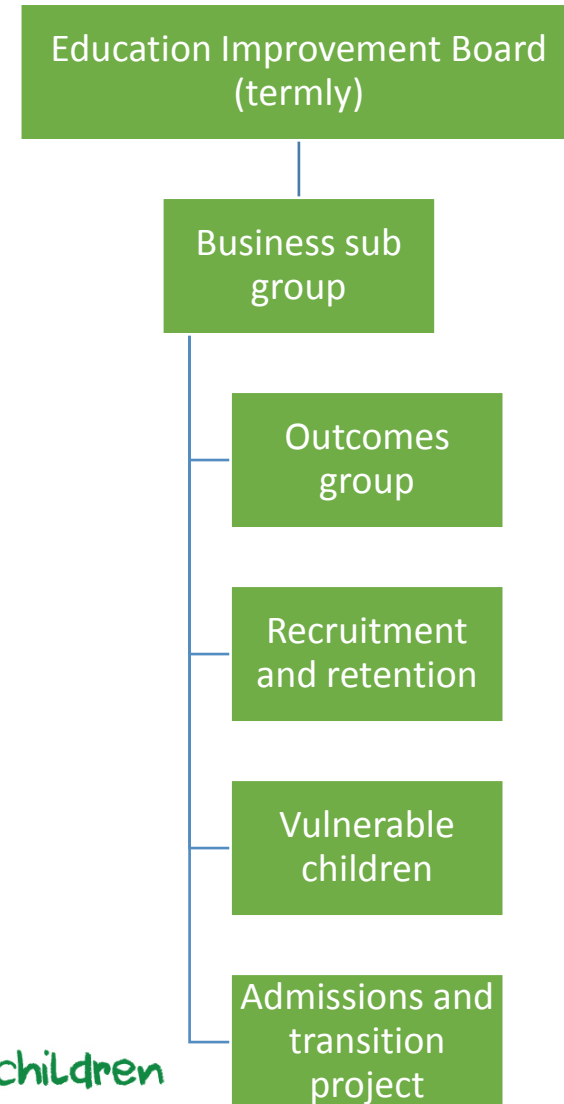 Education Improvement Board
(termly)
Business sub
group
Outcomes
group
Recruitment
and retention
Vulnerable
children
Admissions and
transition
project
children